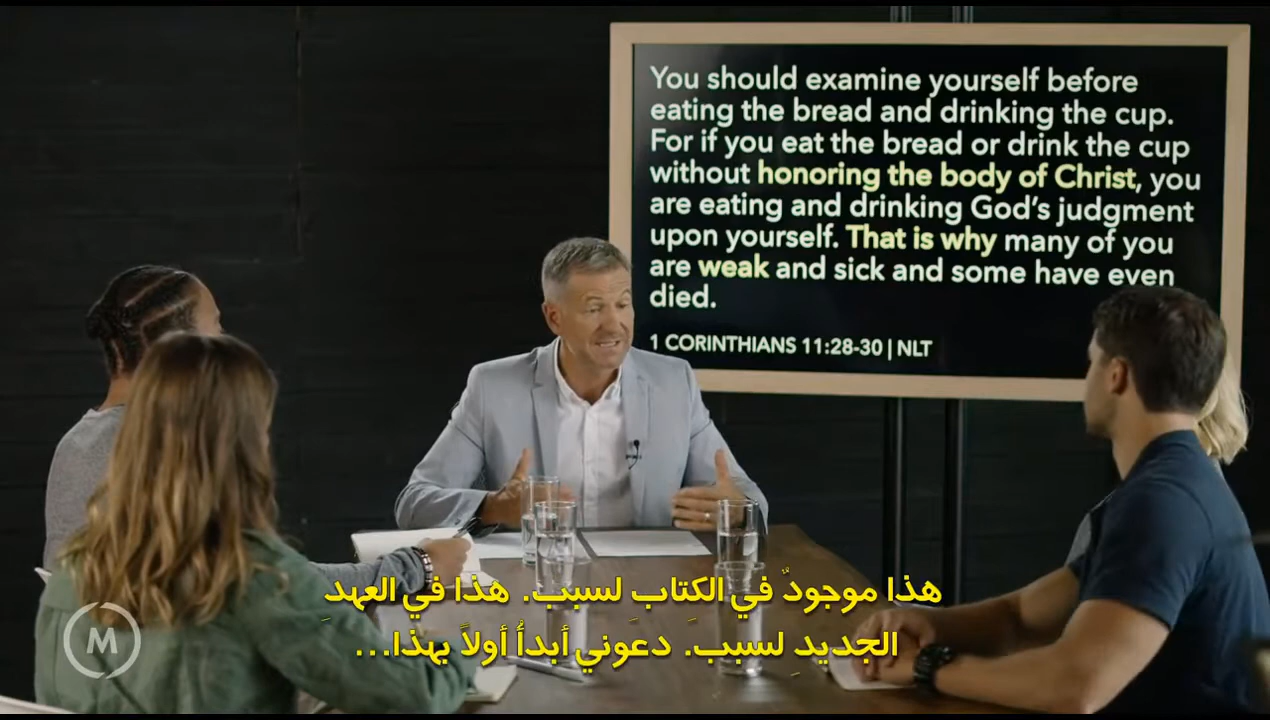 You should examine yourself before
eating the bread and drinking the cup.
For if you eat the bread or drink the cup
without honoring the body of Christ, you
are eating and drinking God's judgment
upon yourself. That is why many of you
are weak and sick and some have even
died.
1 CORINTHIANS 11:28-30 | NLT
هذا موجودٌ في الكِتابِ لسبب. هذا في العهدِ
الجديدِ لسبب. دعوني أبدأُ أولاً بهذا...
M